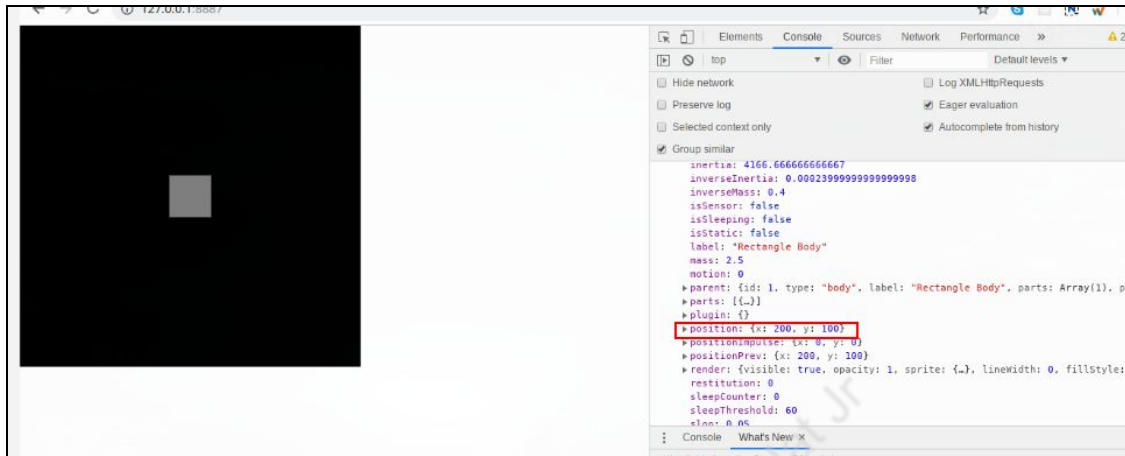 127.0.0.1:8887
Elements Console Sources Network Performance »
top Filter Default levels ▼
Hide network Log XMLHttpRequests
Preserve log Eager evaluation
Selected context only Autocomplete from history
Group similar
inertia: 4166.666666666667
inverseInertia: 0.00023999999999999998
inverseMass: 0.4
isSensor: false
isSleeping: false
isStatic: false
label: "Rectangle Body"
mass: 2.5
motion: 0
▶parent: {id: 1, type: "body", label: "Rectangle Body", parts: Array(1), p
▶parts: [{…}]
▶plugin: {}
▶position: {x: 200, y: 100}
▶positionImpulse: {x: 0, y: 0}
▶positionPrev: {x: 200, y: 100}
▶render: {visible: true, opacity: 1, sprite: {…}, lineWidth: 0, fillStyle:
restitution: 0
sleepCounter: 0
sleepThreshold: 60
slop: 0.05
Console What's New ×